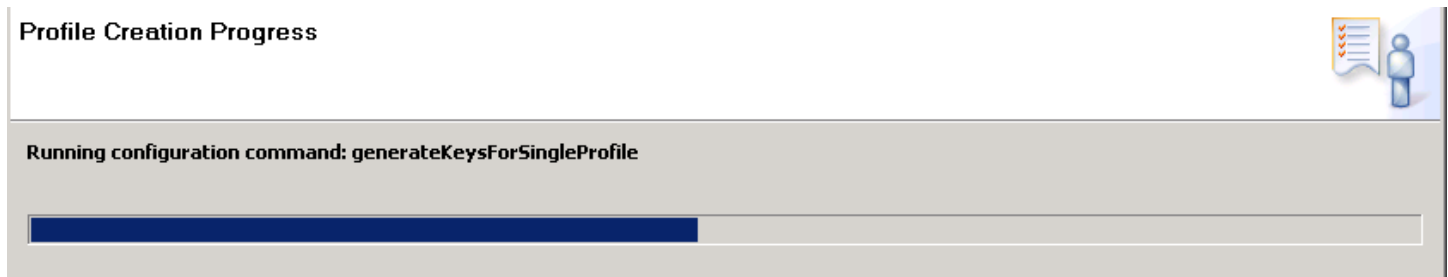 Profile Creation Progress
Running configuration command: generateKeysForSingleProfile